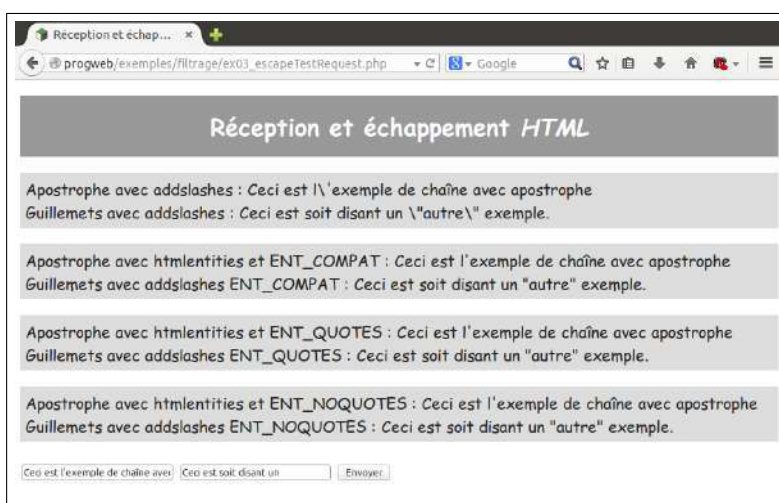 Réception et échap... ×
progweb/exemples/filtrage/ex03_escapeTestRequest.php Google
Réception et échappement HTML
Apostrophe avec addslashes : Ceci est l\'exemple de chaîne avec apostrophe
Guillemets avec addslashes : Ceci est soit disant un \"autre\" exemple.
Apostrophe avec htmlentities et ENT_COMPAT : Ceci est l'exemple de chaîne avec apostrophe
Guillemets avec addslashes ENT_COMPAT : Ceci est soit disant un "autre" exemple.
Apostrophe avec htmlentities et ENT_QUOTES : Ceci est l'exemple de chaîne avec apostrophe
Guillemets avec addslashes ENT_QUOTES : Ceci est soit disant un "autre" exemple.
Apostrophe avec htmlentities et ENT_NOQUOTES : Ceci est l'exemple de chaîne avec apostrophe
Guillemets avec addslashes ENT_NOQUOTES : Ceci est soit disant un "autre" exemple.
Ceci est l'exemple de chaîne avec Ceci est soit disant un Envoyer